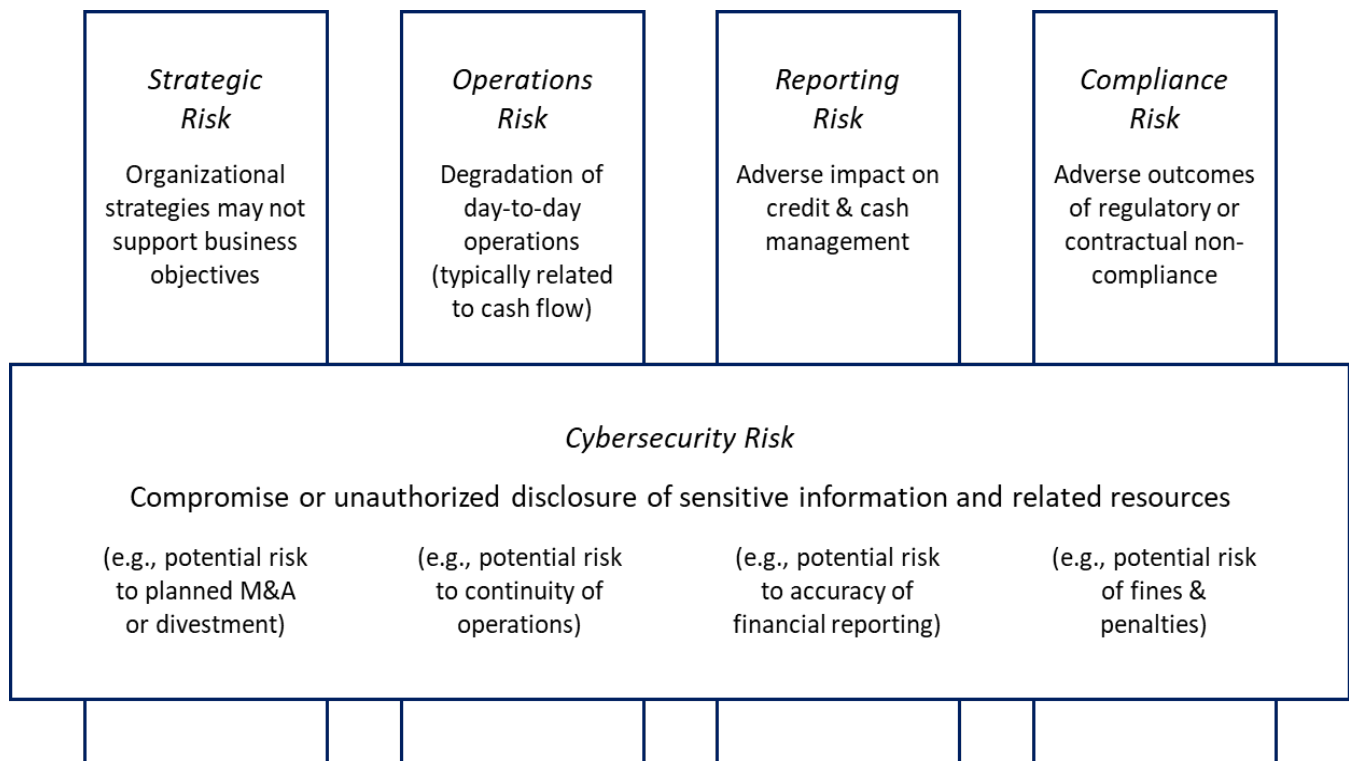 Strategic
Risk
Organizational
strategies may not
support business
objectives
Operations
Risk
Degradation of
day-to-day
operations
(typically related
to cash flow)
Reporting
Risk
Adverse impact on
credit & cash
management
Compliance
Risk
Adverse outcomes
of regulatory or
contractual non-
compliance
Cybersecurity Risk
Compromise or unauthorized disclosure of sensitive information and related resources
(e.g., potential risk
to planned M&A
or divestment)
(e.g., potential risk
to continuity of
operations)
(e.g., potential risk
to accuracy of
financial reporting)
(e.g., potential risk
of fines &
penalties)